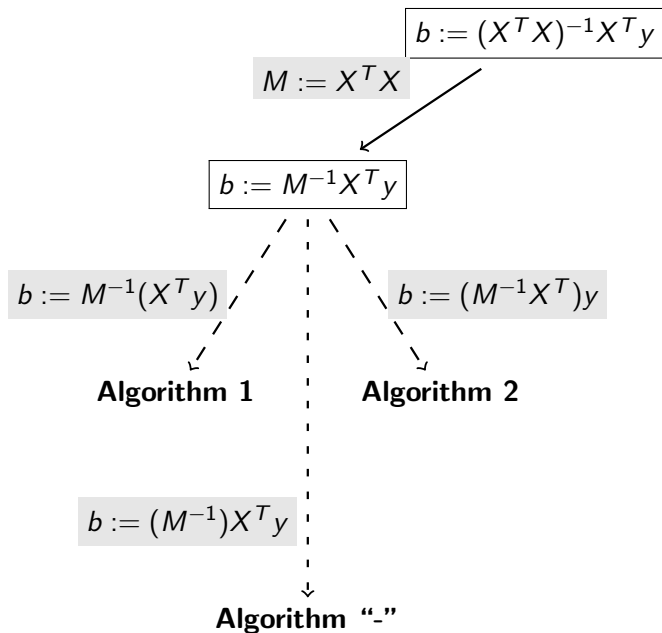 b := (X^T X)^{-1} X^T y
M := X^T X
b := M^{-1} X^T y
b := M^{-1}(X^T y)
b := (M^{-1} X^T)y
Algorithm 1
Algorithm 2
b := (M^{-1})X^T y
Algorithm “-”